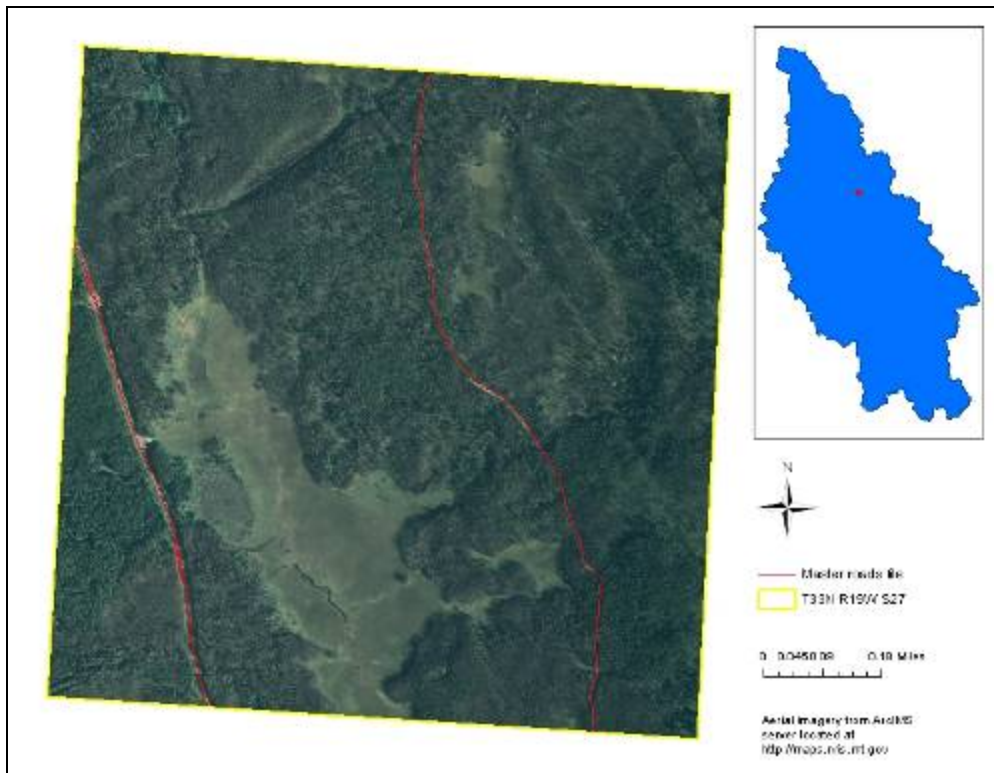 N
Master roads file
T33N R19W S27
0 0.045 0.09 0.18 Miles
Aerial imagery from ArcIMS
server located at
http://maps.nris.mt.gov